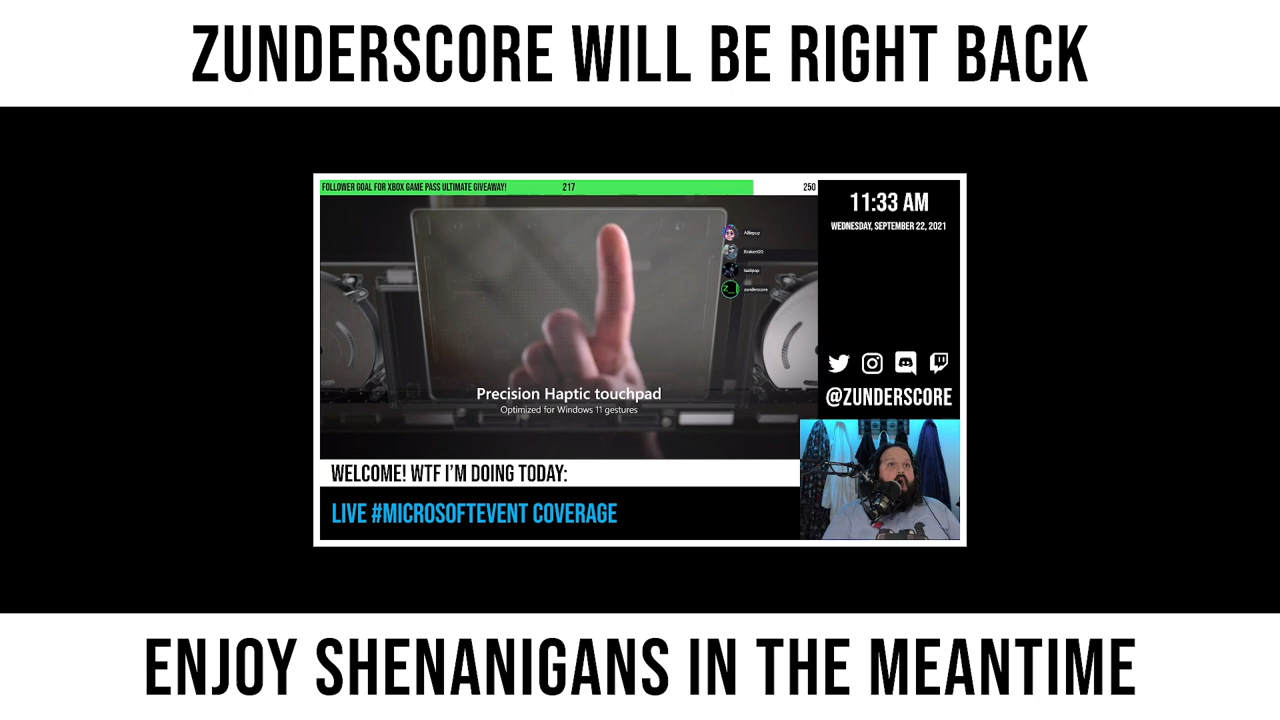 ZUNDERSCORE WILL BE RIGHT BACK
FOLLOWER GOAL FOR XBOX GAME PASS ULTIMATE GIVEAWAY! 217 250
11:33 AM
WEDNESDAY, SEPTEMBER 22, 2021
zunderscore
Precision Haptic touchpad
Optimized for Windows 11 gestures
@ZUNDERSCORE
WELCOME! WTF I'M DOING TODAY:
LIVE #MICROSOFTEVENT COVERAGE
ENJOY SHENANIGANS IN THE MEANTIME